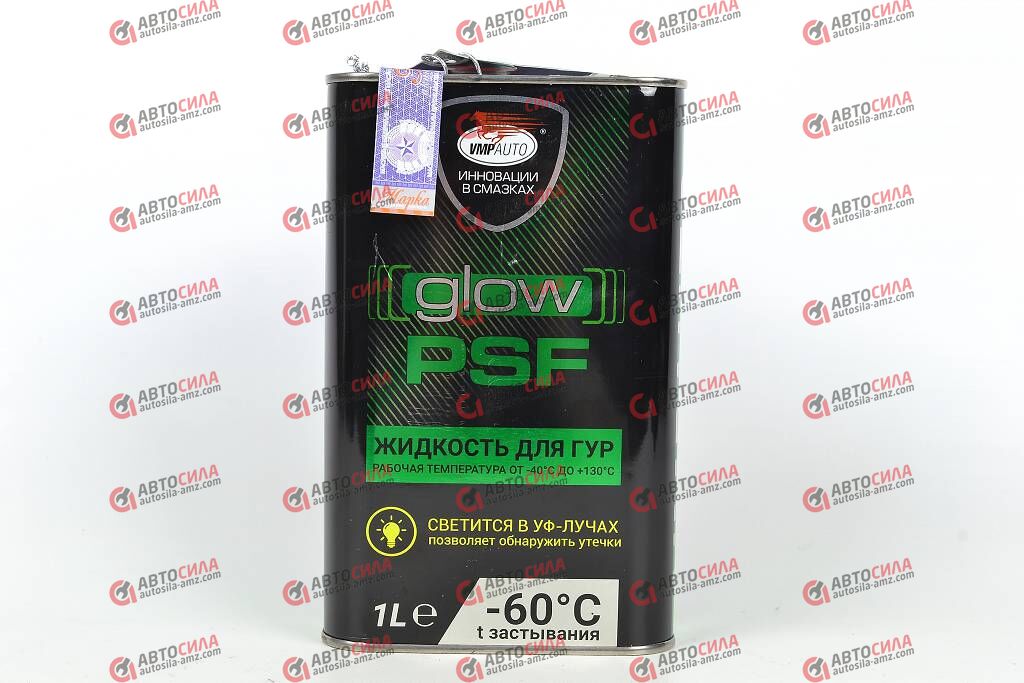 VMPAUTO®
ИННОВАЦИИ
В СМАЗКАХ
Марка
glow
PSF
ЖИДКОСТЬ ДЛЯ ГУР
РАБОЧАЯ ТЕМПЕРАТУРА ОТ -40°C ДО +130°C
СВЕТИТСЯ В УФ-ЛУЧАХ
позволяет обнаружить утечки
1L℮
-60°C
t застывания
АВТОСИЛА
autosila-amz.com